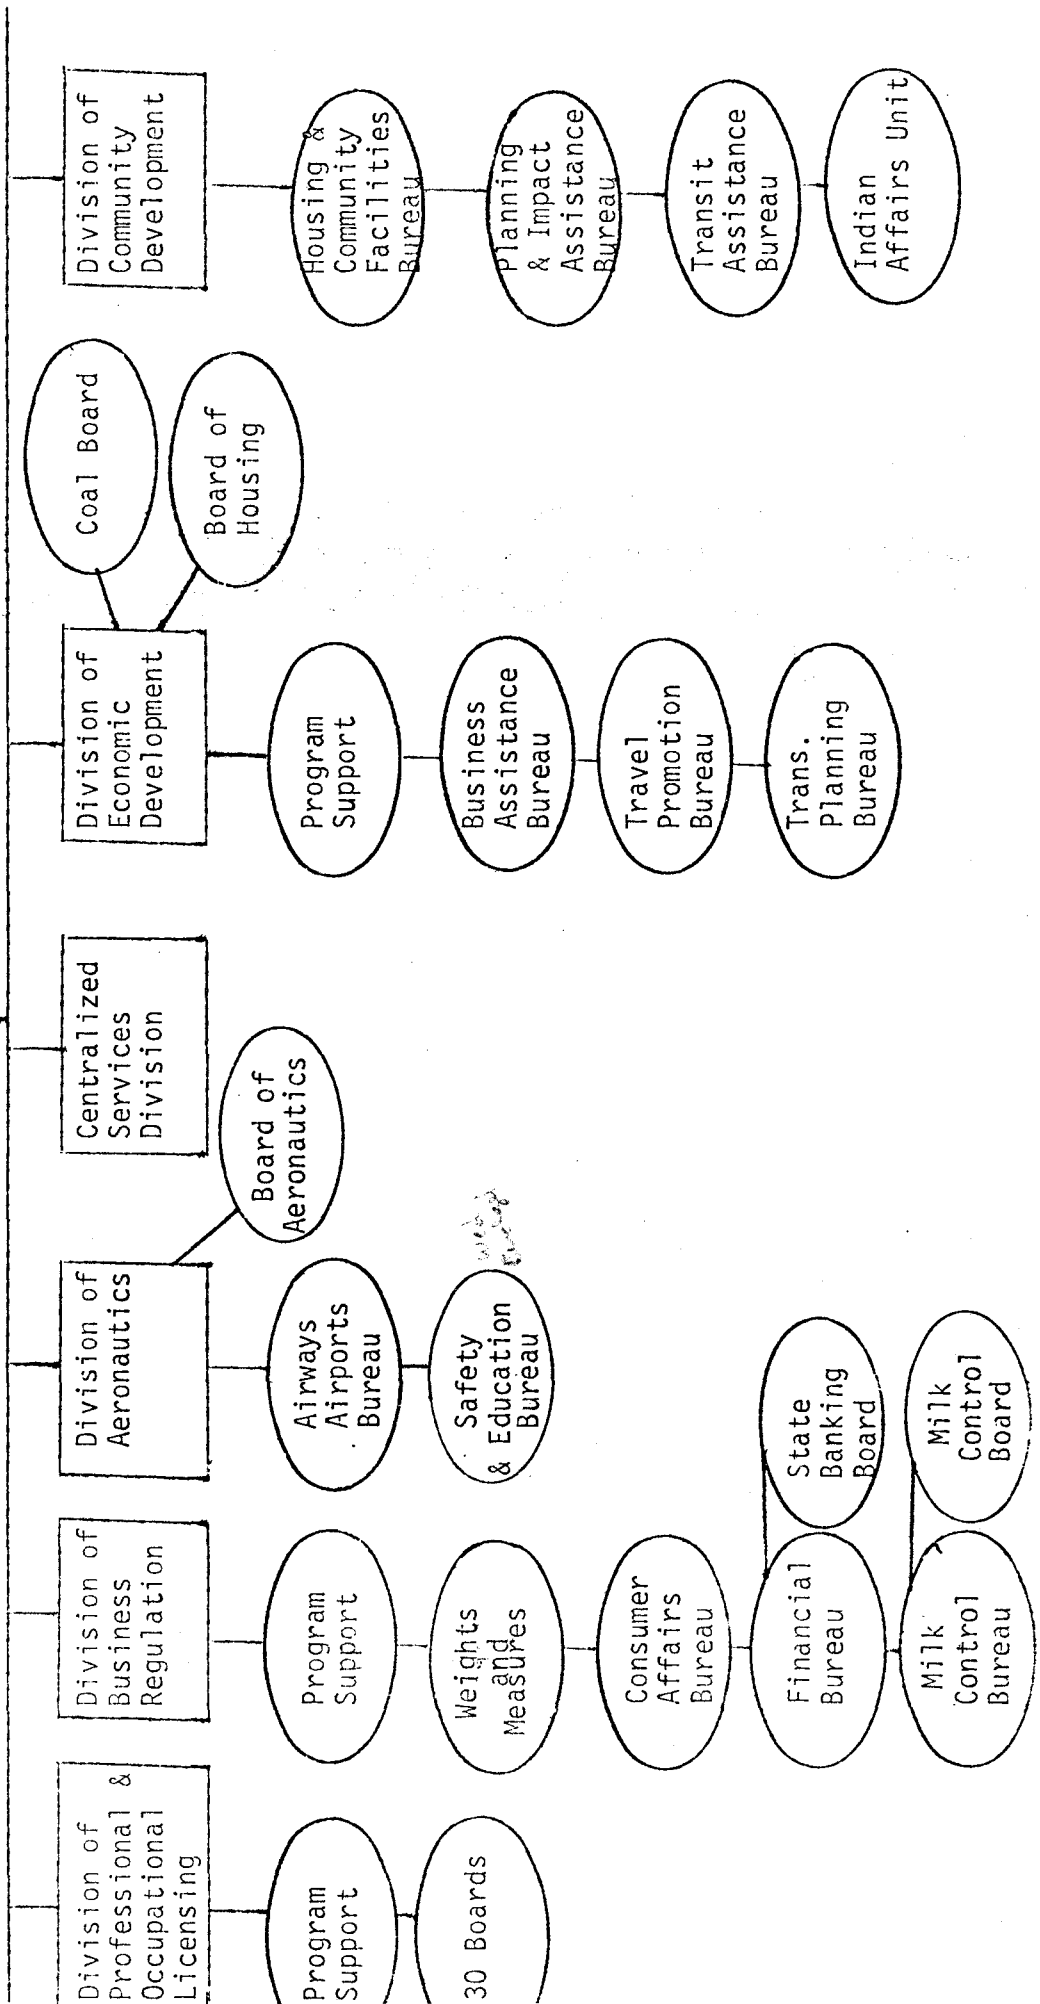 Division of
Professional &
Occupational
Licensing
Program
Support
30 Boards
Division of
Business
Regulation
Program
Support
Weights
and
Measures
Consumer
Affairs
Bureau
Financial
Bureau
State
Banking
Board
Milk
Control
Bureau
Milk
Control
Board
Division of
Aeronautics
Board of
Aeronautics
Airways
Airports
Bureau
Safety
& Education
Bureau
Centralized
Services
Division
Division of
Economic
Development
Coal Board
Board of
Housing
Program
Support
Business
Assistance
Bureau
Travel
Promotion
Bureau
Trans.
Planning
Bureau
Division of
Community
Development
Housing &
Community
Facilities
Bureau
Planning
& Impact
Assistance
Bureau
Transit
Assistance
Bureau
Indian
Affairs Unit